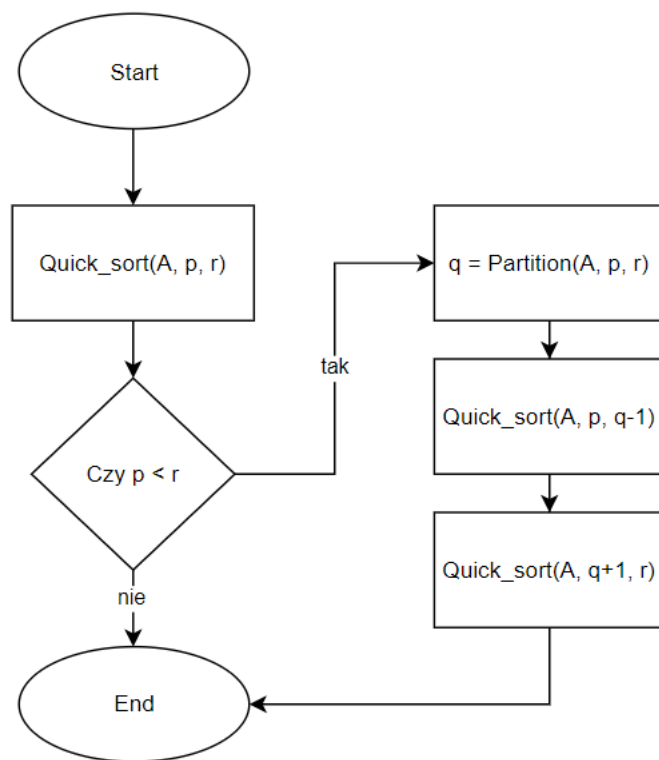 Start
Quick_sort(A, p, r)
Czy p < r
tak
nie
q = Partition(A, p, r)
Quick_sort(A, p, q-1)
Quick_sort(A, q+1, r)
End